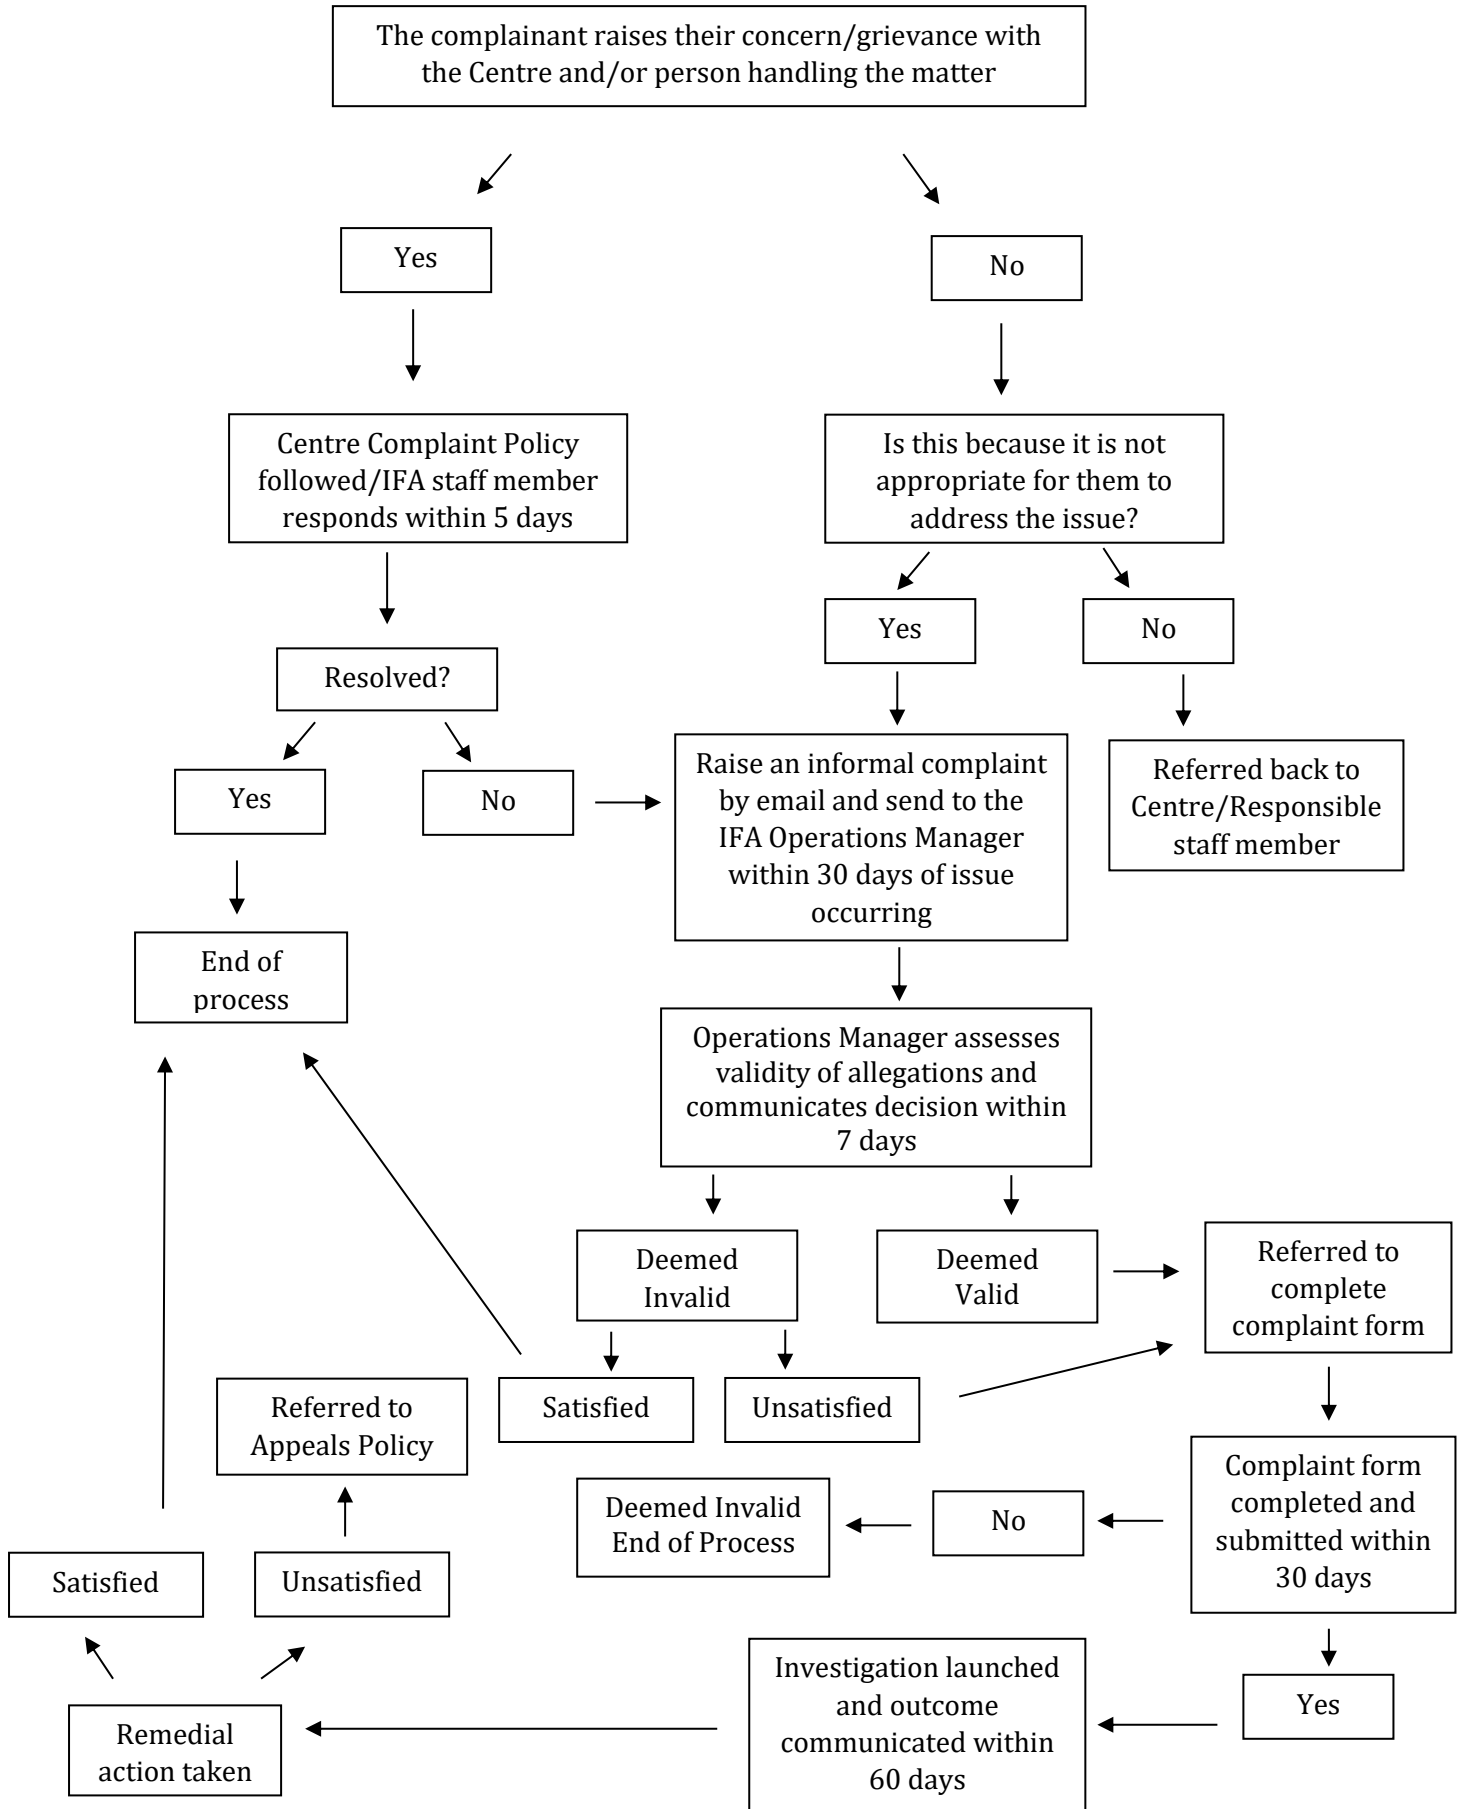 The complainant raises their concern/grievance with
the Centre and/or person handling the matter
Yes
No
Centre Complaint Policy
followed/IFA staff member
responds within 5 days
Is this because it is not
appropriate for them to
address the issue?
Yes
No
Resolved?
Yes
No
Raise an informal complaint
by email and send to the
IFA Operations Manager
within 30 days of issue
occurring
Referred back to
Centre/Responsible
staff member
End of
process
Operations Manager assesses
validity of allegations and
communicates decision within
7 days
Deemed
Invalid
Deemed
Valid
Referred to
complete
complaint form
Satisfied
Unsatisfied
Referred to
Appeals Policy
Complaint form
completed and
submitted within
30 days
No
Deemed Invalid
End of Process
Satisfied
Unsatisfied
Yes
Investigation launched
and outcome
communicated within
60 days
Remedial
action taken